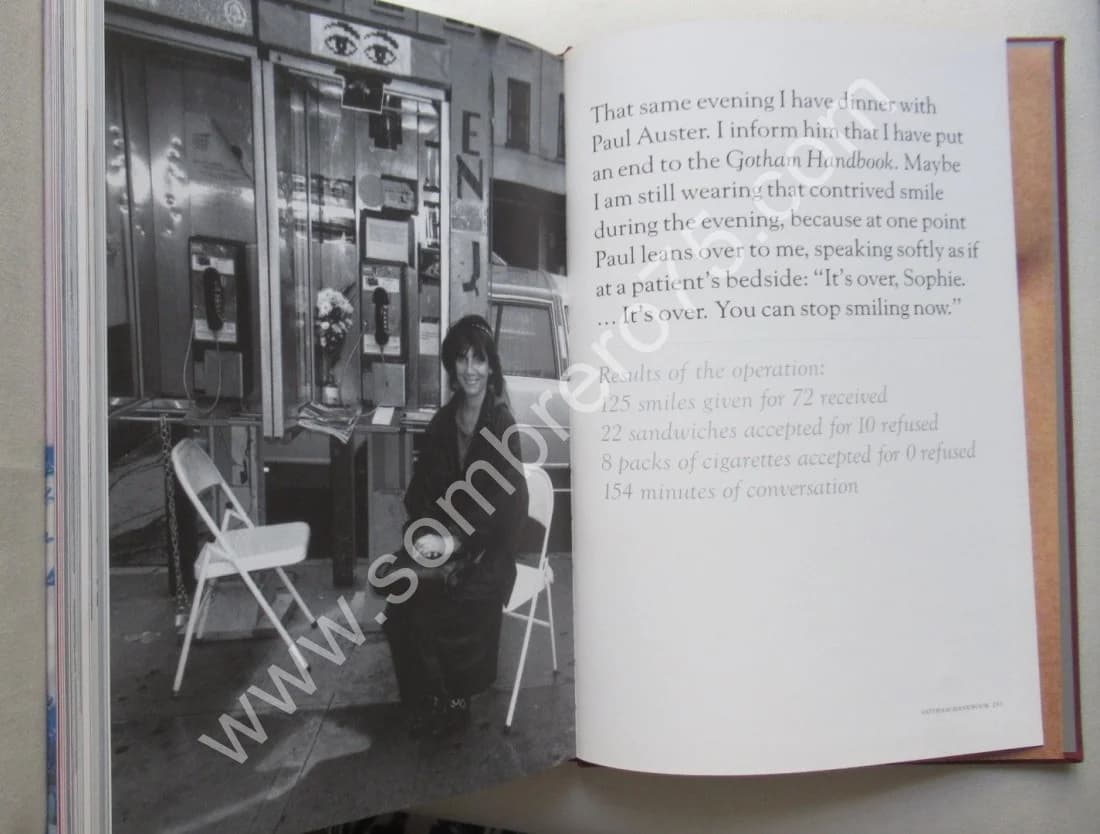 E
N
J
That same evening I have dinner with
Paul Auster. I inform him that I have put
an end to the Gotham Handbook. Maybe
I am still wearing that contrived smile
during the evening, because at one point
Paul leans over to me, speaking softly as if
at a patient's bedside: “It's over, Sophie.
… It's over. You can stop smiling now.”
Results of the operation:
125 smiles given for 72 received
22 sandwiches accepted for 10 refused
8 packs of cigarettes accepted for 0 refused
154 minutes of conversation
GOTHAM HANDBOOK
www.sombrero75.com